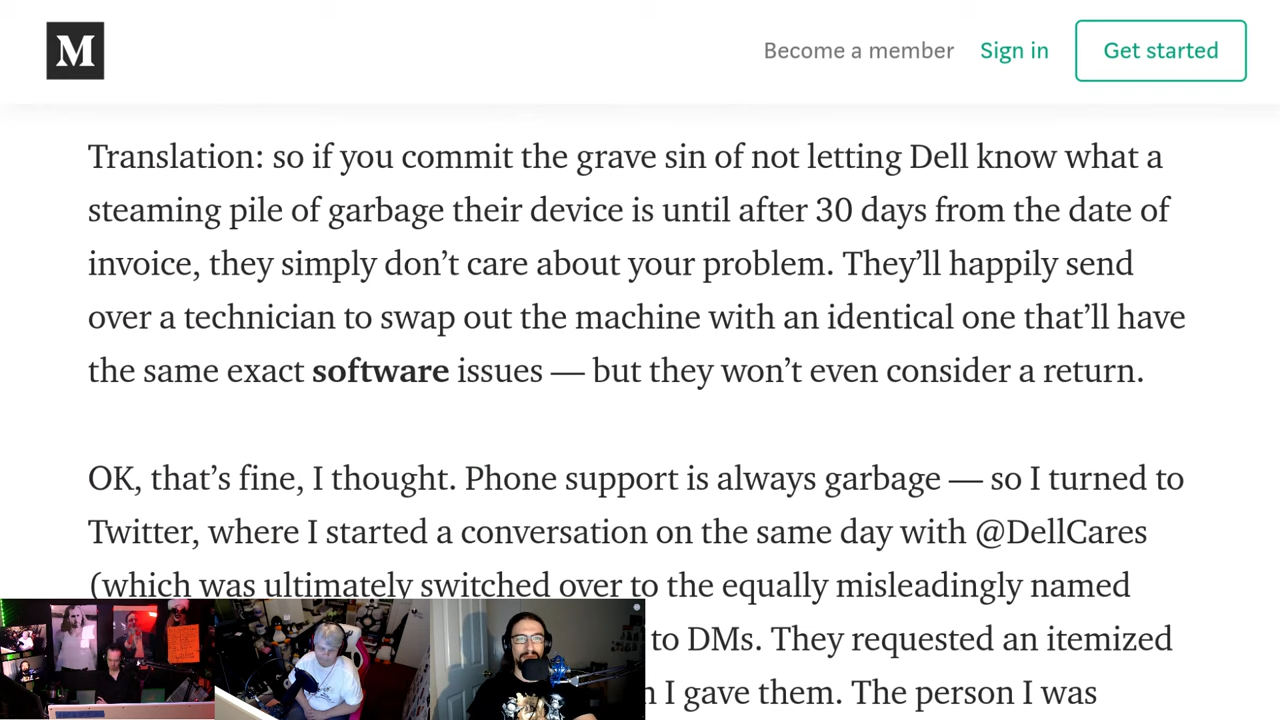 M
Become a member
Sign in
Get started
Translation: so if you commit the grave sin of not letting Dell know what a
steaming pile of garbage their device is until after 30 days from the date of
invoice, they simply don’t care about your problem. They’ll happily send
over a technician to swap out the machine with an identical one that’ll have
the same exact software issues — but they won’t even consider a return.
OK, that’s fine, I thought. Phone support is always garbage — so I turned to
Twitter, where I started a conversation on the same day with @DellCares
(which was ultimately switched over to the equally misleadingly named
to DMs. They requested an itemized
I gave them. The person I was